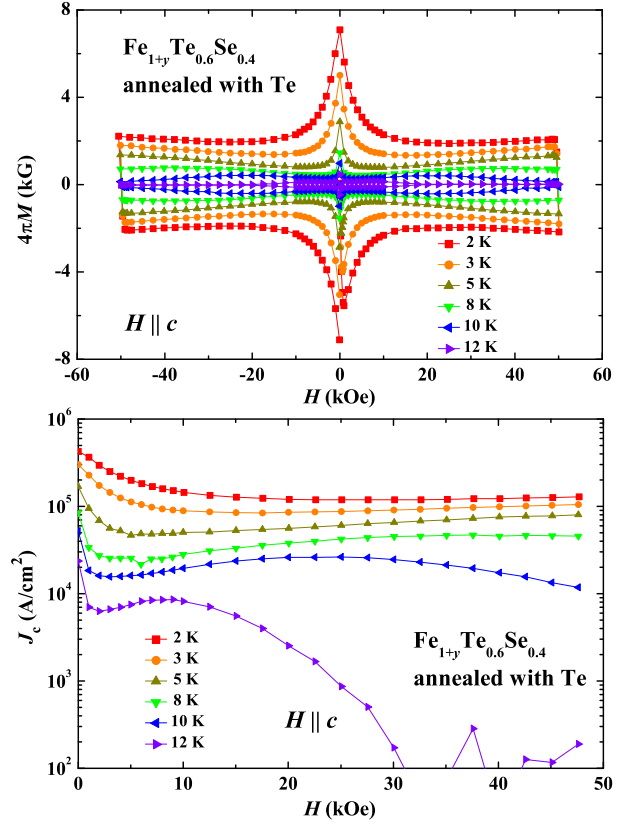 8
4
0
-4
-8
4πM (kG)
Fe1+yTe0.6Se0.4
annealed with Te
H || c
2 K
3 K
5 K
8 K
10 K
12 K
-60 -40 -20 0 20 40 60
H (kOe)
10^6
10^5
10^4
10^3
10^2
Jc (A/cm^2)
2 K
3 K
5 K
8 K
10 K
12 K
Fe1+yTe0.6Se0.4
annealed with Te
H || c
0 10 20 30 40 50
H (kOe)